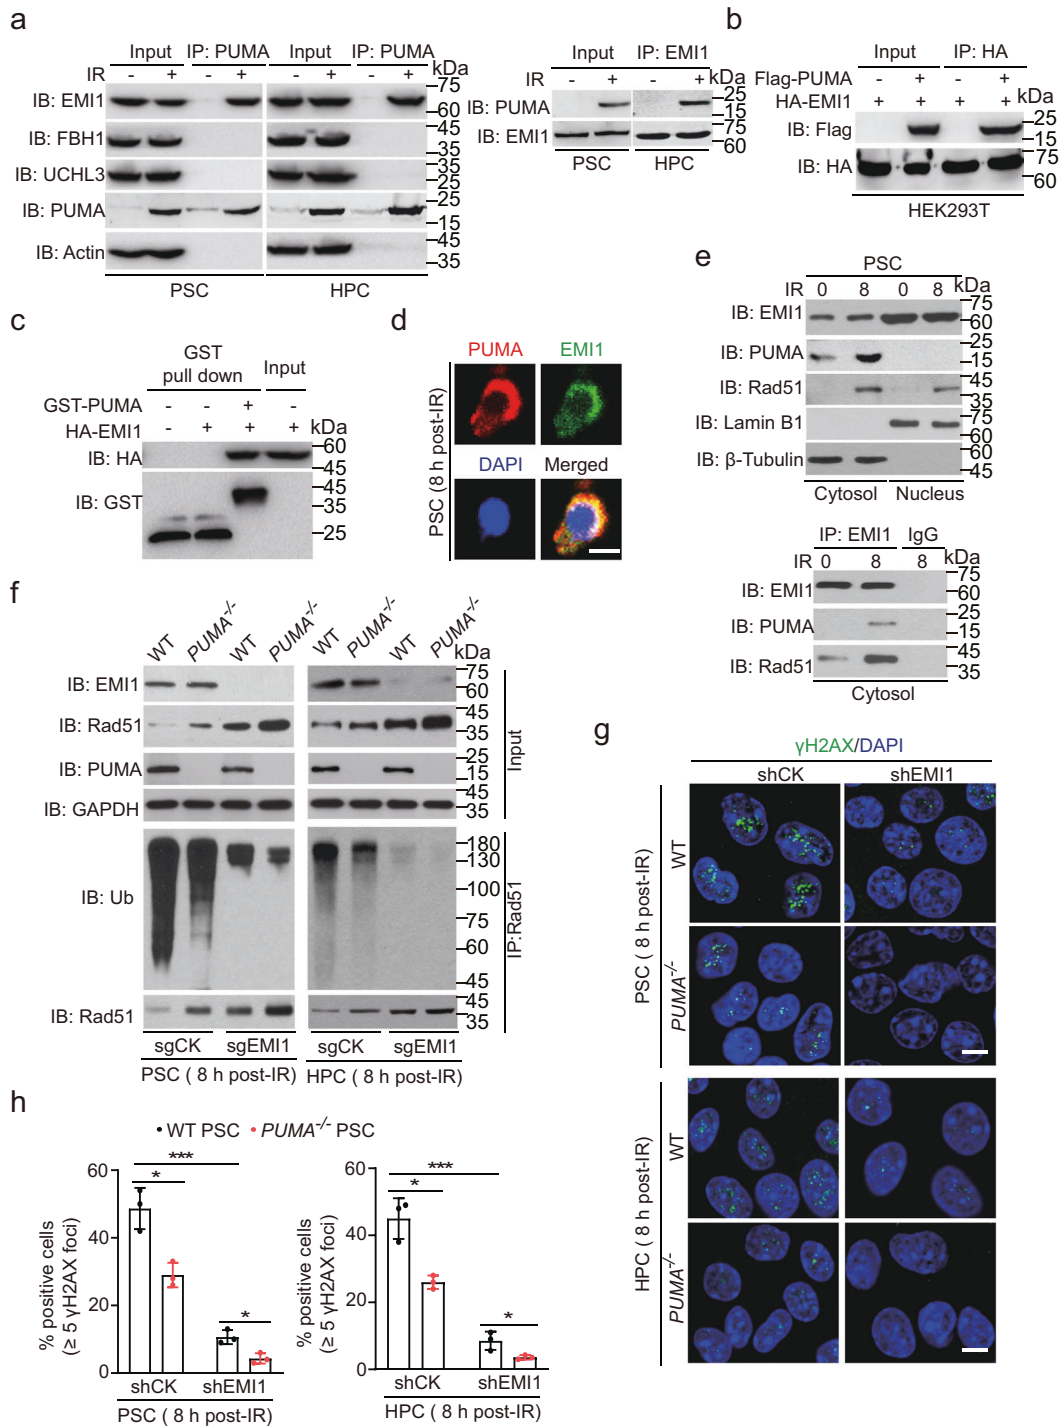 a
Input IP: PUMA Input IP: PUMA
IR - + - + - + - + kDa
IB: EMI1 75 60
IB: FBH1 45 35
IB: UCHL3 35 25
IB: PUMA 25 15
IB: Actin 45 35
PSC HPC
Input IP: EMI1
IR - + - + kDa
IB: PUMA 25 15
IB: EMI1 75 60
PSC HPC
b
Input IP: HA
Flag-PUMA - + - +
HA-EMI1 + + + + kDa
IB: Flag 25 15
IB: HA 75 60
HEK293T
c
GST pull down Input
GST-PUMA - - + -
HA-EMI1 - + + + kDa
IB: HA 60 45
IB: GST 45 35 25
d
PUMA EMI1
DAPI Merged
PSC (8 h post-IR)
e
PSC
IR 0 8 0 8 kDa
IB: EMI1 75 60
IB: PUMA 25 15
IB: Rad51 45 35
IB: Lamin B1 75 60
IB: β-Tubulin 60 45
Cytosol Nucleus
IP: EMI1 IgG
IR 0 8 8 kDa
IB: EMI1 75 60
IB: PUMA 25 15
IB: Rad51 45 35
Cytosol
f
WT PUMA-/- WT PUMA-/- WT PUMA-/- WT PUMA-/-
kDa
IB: EMI1 75 60
IB: Rad51 45 35
IB: PUMA 25 15
IB: GAPDH 45 35
Input
IB: Ub 180 130 100 75 60 45
IB: Rad51 45 35
IP:Rad51
sgCK sgEMI1 sgCK sgEMI1
PSC ( 8 h post-IR) HPC ( 8 h post-IR)
g
γH2AX/DAPI
shCK shEMI1
WT
PUMA-/-
PSC ( 8 h post-IR)
WT
PUMA-/-
HPC ( 8 h post-IR)
h
WT PSC PUMA-/- PSC
% positive cells
(≥ 5 γH2AX foci)
60
40
20
0
***
*
*
shCK shEMI1
PSC ( 8 h post-IR)
% positive cells
(≥ 5 γH2AX foci)
60
40
20
0
***
*
*
shCK shEMI1
HPC ( 8 h post-IR)